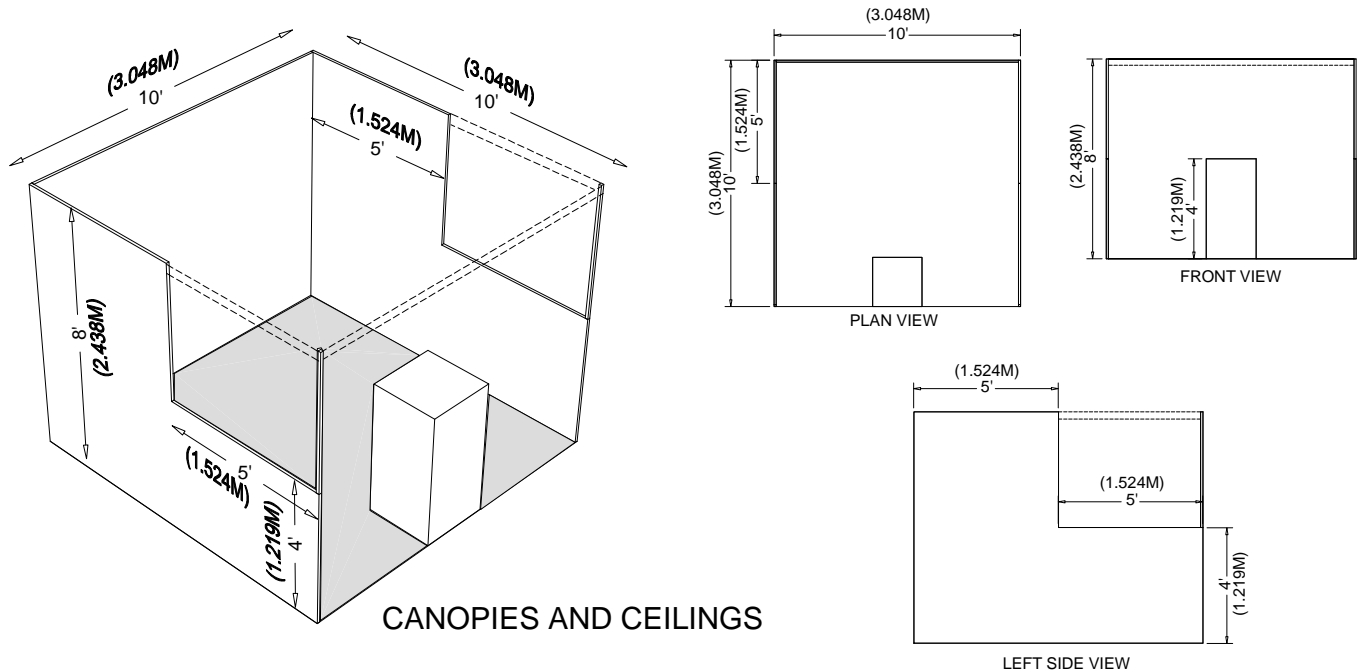 (3.048M)
10'
(3.048M)
10'
(1.524M)
5'
8'
(2.438M)
5'
(1.524M)
(1.219M)
4'
CANOPIES AND CEILINGS
(3.048M)
10'
(3.048M)
10'
(1.524M)
5'
PLAN VIEW
(2.438M)
8'
(1.219M)
4'
FRONT VIEW
(1.524M)
5'
(1.524M)
5'
4'
(1.219M)
LEFT SIDE VIEW